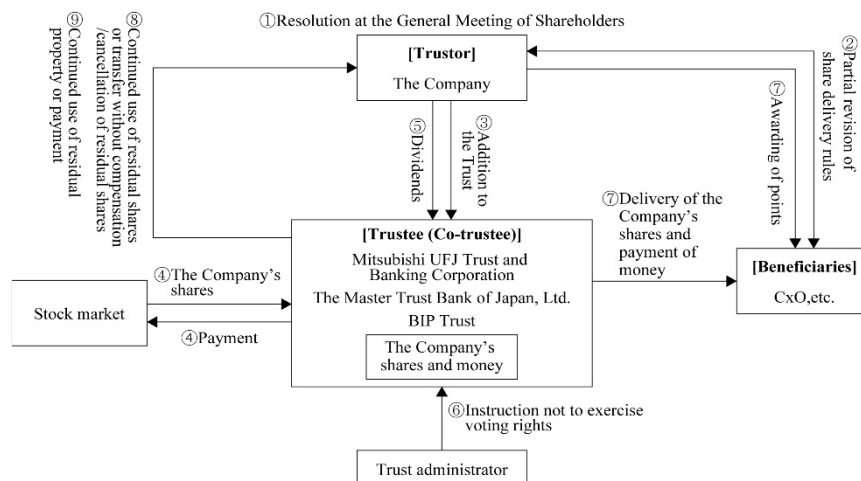 ①Resolution at the General Meeting of Shareholders
[Trustor]
The Company
⑨Continued use of residual
property or payment
⑧Continued use of residual shares
or transfer without compensation
/cancellation of residual shares
⑤Dividends
③Addition to
the Trust
②Partial revision of
share delivery rules
⑦Awarding of
points
[Trustee (Co-trustee)]
Mitsubishi UFJ Trust and
Banking Corporation
The Master Trust Bank of Japan, Ltd.
BIP Trust
The Company's
shares and money
⑦Delivery of the
Company's
shares and
payment of
money
[Beneficiaries]
CxO,etc.
④The Company's
shares
Stock market
④Payment
⑥Instruction not to exercise
voting rights
Trust administrator